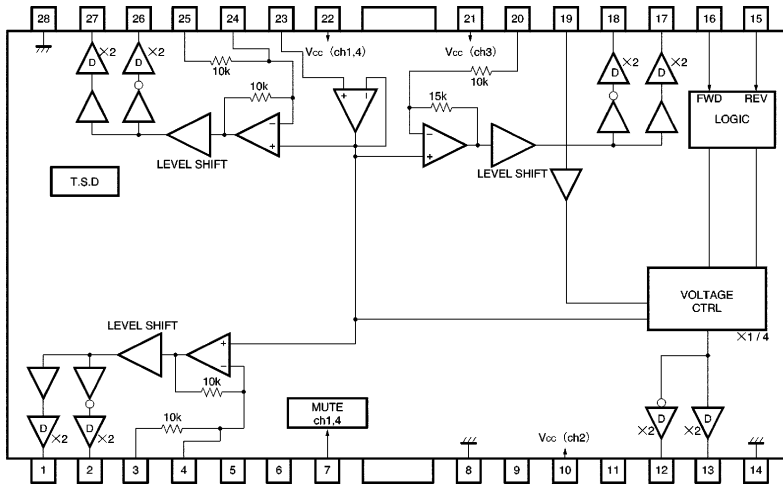 28 27 26 25 24 23 22 21 20 19 18 17 16 15
D ×2 D ×2 Vcc (ch1,4) Vcc (ch3) D ×2 D ×2
10k 10k
10k 15k
FWD REV
LOGIC
+ − − + − +
LEVEL SHIFT LEVEL SHIFT
T.S.D
VOLTAGE
CTRL
×1/4
LEVEL SHIFT
+ −
10k
10k
MUTE
ch1,4
D ×2 D ×2 Vcc (ch2) ×2 D ×2 D
1 2 3 4 5 6 7 8 9 10 11 12 13 14